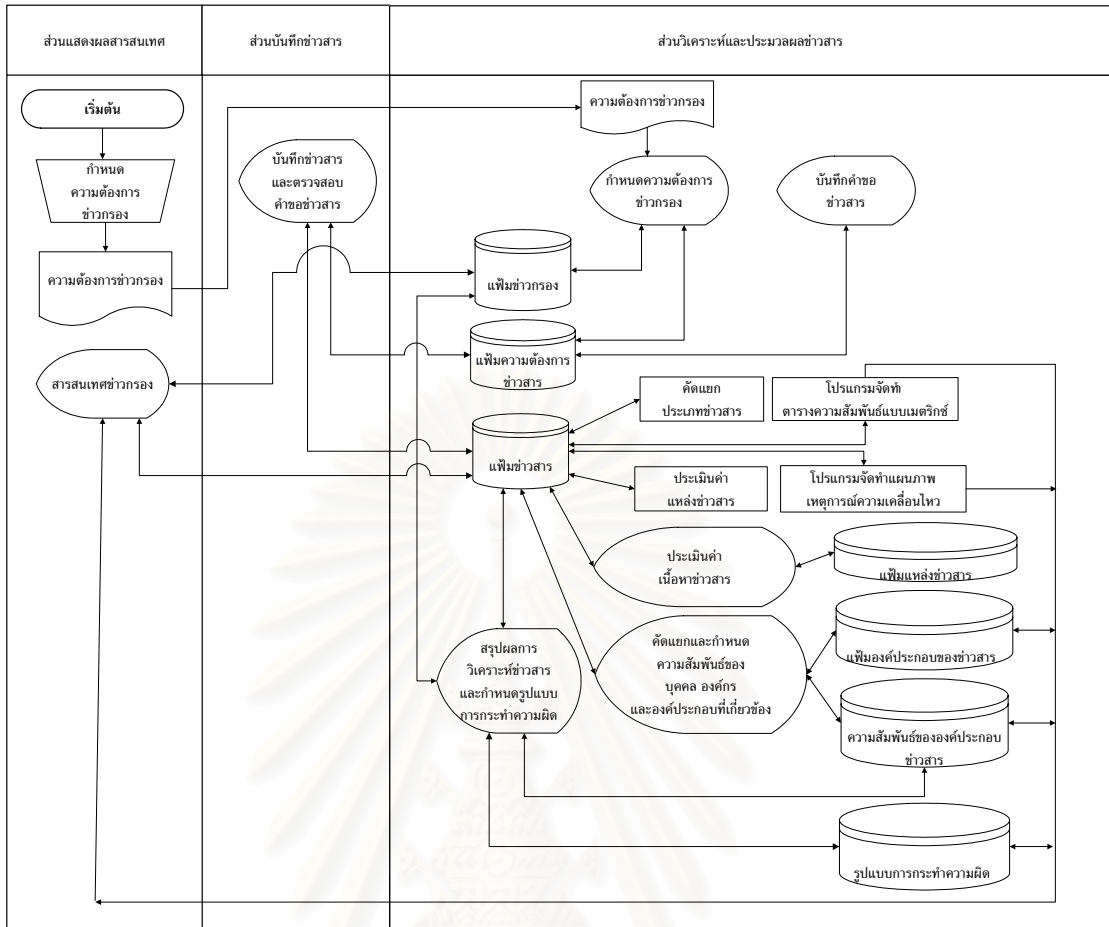 ส่วนแสดงผลสารสนเทศ
ส่วนบันทึกข่าวสาร
ส่วนวิเคราะห์และประมวลผลข่าวสาร
เริ่มต้น
กำหนด
ความต้องการ
ข่าวกรอง
ความต้องการข่าวกรอง
สารสนเทศข่าวกรอง
บันทึกข่าวสาร
และตรวจสอบ
คำขอข่าวสาร
ความต้องการข่าวกรอง
กำหนดความต้องการ
ข่าวกรอง
บันทึกคำขอ
ข่าวสาร
แฟ้มข่าวกรอง
แฟ้มความต้องการ
ข่าวสาร
แฟ้มข่าวสาร
คัดแยก
ประเภทข่าวสาร
โปรแกรมจัดทำ
ตารางความสัมพันธ์แบบเมตริกซ์
ประเมินค่า
แหล่งข่าวสาร
โปรแกรมจัดทำแผนภาพ
เหตุการณ์ความเคลื่อนไหว
ประเมินค่า
เนื้อหาข่าวสาร
แฟ้มแหล่งข่าวสาร
สรุปผลการ
วิเคราะห์ข่าวสาร
และกำหนดรูปแบบ
การกระทำความผิด
คัดแยกและกำหนด
ความสัมพันธ์ของ
บุคคล องค์กร
และองค์ประกอบที่เกี่ยวข้อง
แฟ้มองค์ประกอบของข่าวสาร
ความสัมพันธ์ขององค์ประกอบ
ข่าวสาร
รูปแบบการกระทำความผิด